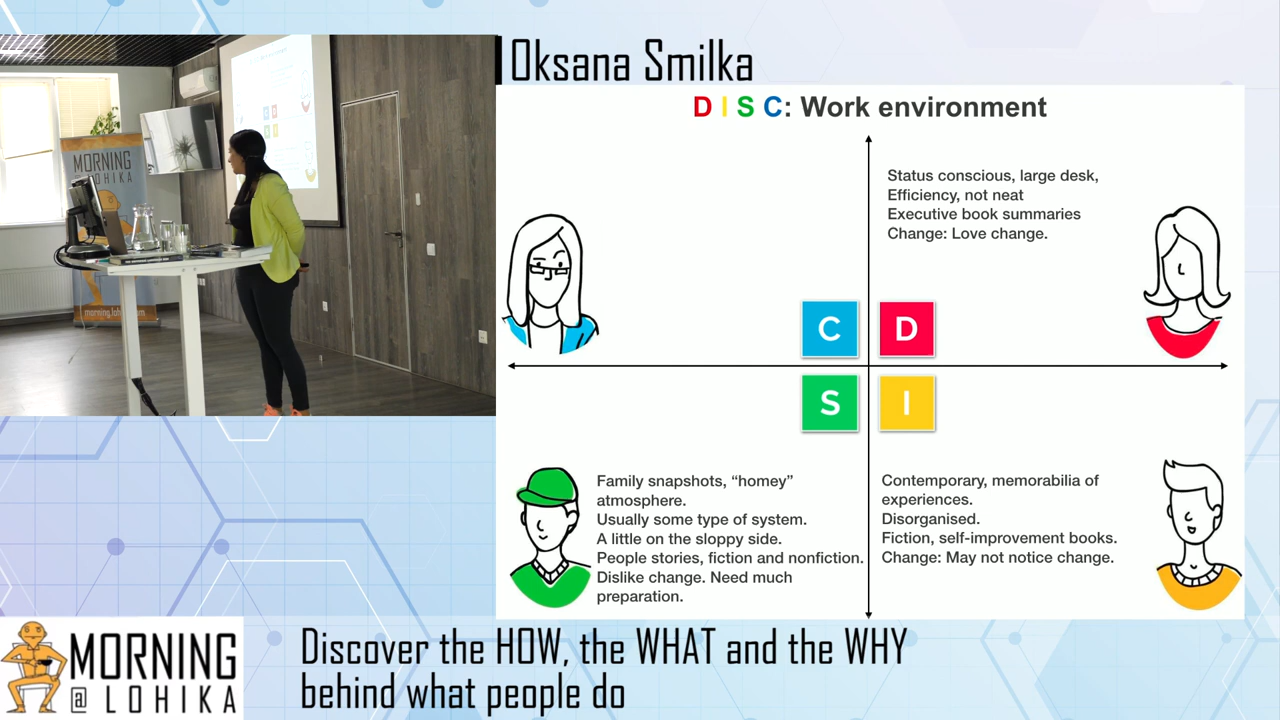 Oksana Smilka
D I S C: Work environment
Status conscious, large desk,
Efficiency, not neat
Executive book summaries
Change: Love change.
C
D
S
I
Family snapshots, “homey”
atmosphere.
Usually some type of system.
A little on the sloppy side.
People stories, fiction and nonfiction.
Dislike change. Need much
preparation.
Contemporary, memorabilia of
experiences.
Disorganised.
Fiction, self-improvement books.
Change: May not notice change.
MORNING
@ LOHIKA
Discover the HOW, the WHAT and the WHY
behind what people do
MORNING
LOHIKA